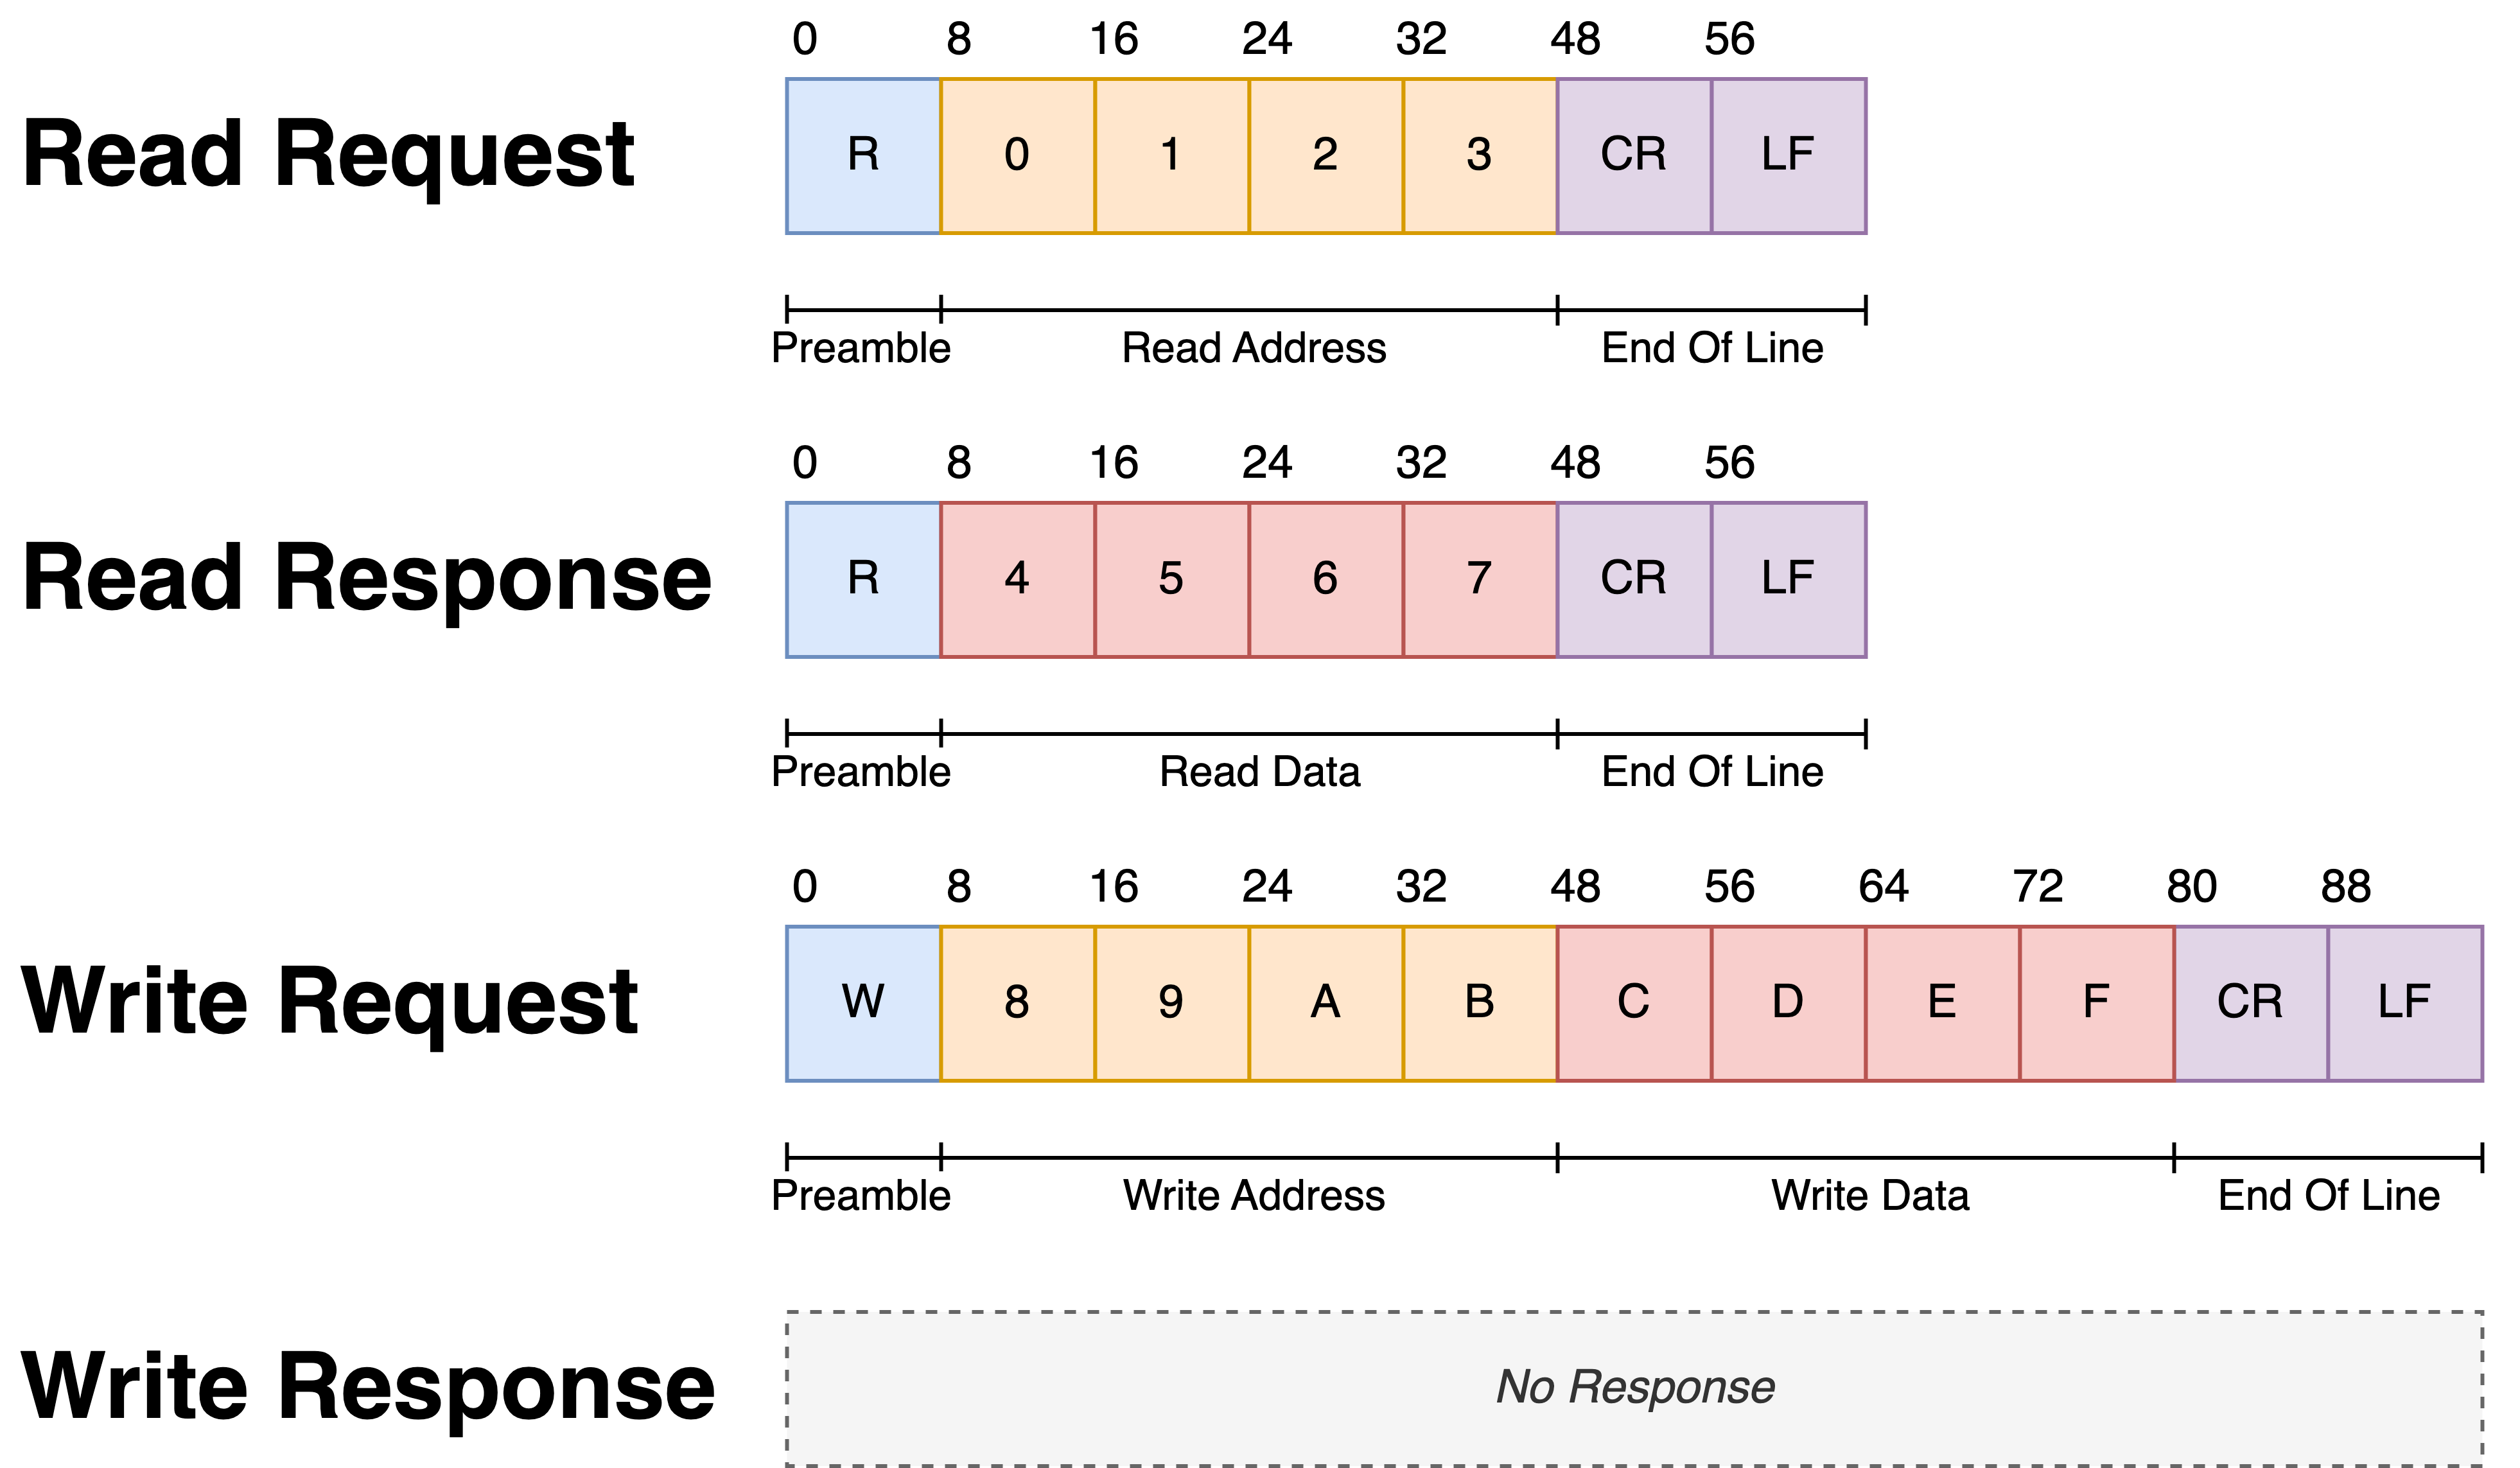 0 8 16 24 32 48 56
Read Request R 0 1 2 3 CR LF
Preamble Read Address End Of Line
0 8 16 24 32 48 56
Read Response R 4 5 6 7 CR LF
Preamble Read Data End Of Line
0 8 16 24 32 48 56 64 72 80 88
Write Request W 8 9 A B C D E F CR LF
Preamble Write Address Write Data End Of Line
Write Response No Response